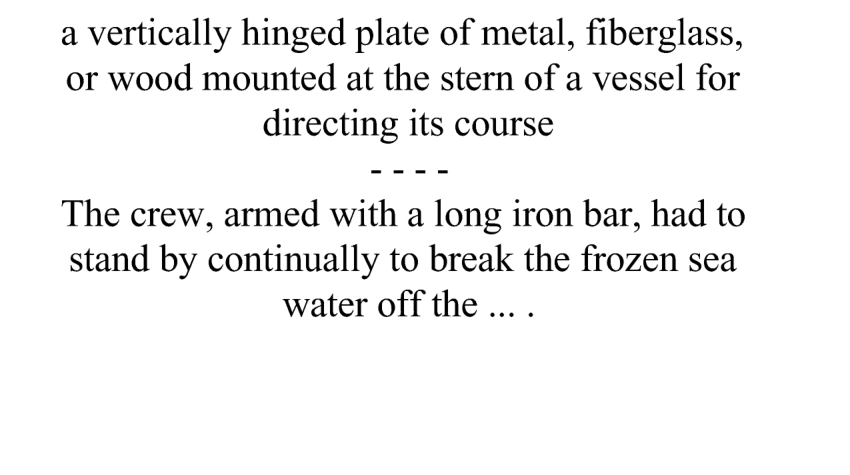 a vertically hinged plate of metal, fiberglass,
or wood mounted at the stern of a vessel for
directing its course
- - - -
The crew, armed with a long iron bar, had to
stand by continually to break the frozen sea
water off the ... .